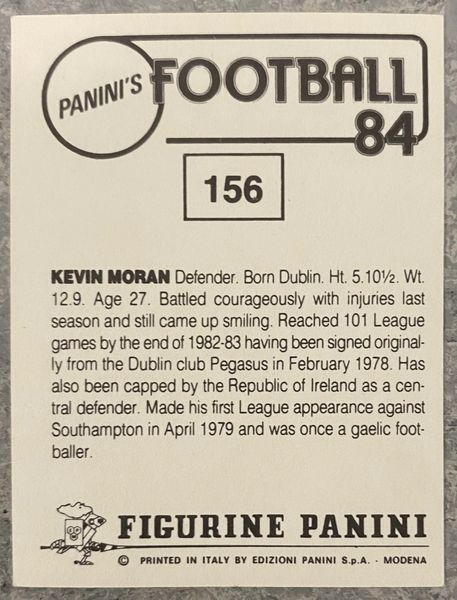 PANINI'S FOOTBALL
84
156
KEVIN MORAN Defender. Born Dublin. Ht. 5.10½. Wt.
12.9. Age 27. Battled courageously with injuries last
season and still came up smiling. Reached 101 League
games by the end of 1982-83 having been signed original-
ly from the Dublin club Pegasus in February 1978. Has
also been capped by the Republic of Ireland as a cen-
tral defender. Made his first League appearance against
Southampton in April 1979 and was once a gaelic foot-
baller.
FIGURINE PANINI
© PRINTED IN ITALY BY EDIZIONI PANINI S.p.A. - MODENA